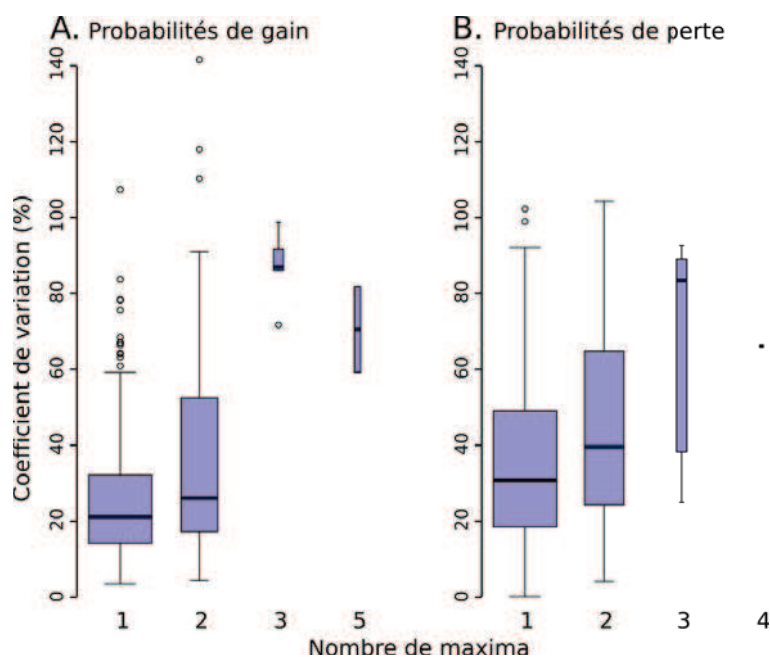 A. Probabilités de gain
B. Probabilités de perte
Coefficient de variation (%)
140
120
100
80
60
40
20
0
140
120
100
80
60
40
20
0
1 2 3 5
1 2 3 4
Nombre de maxima